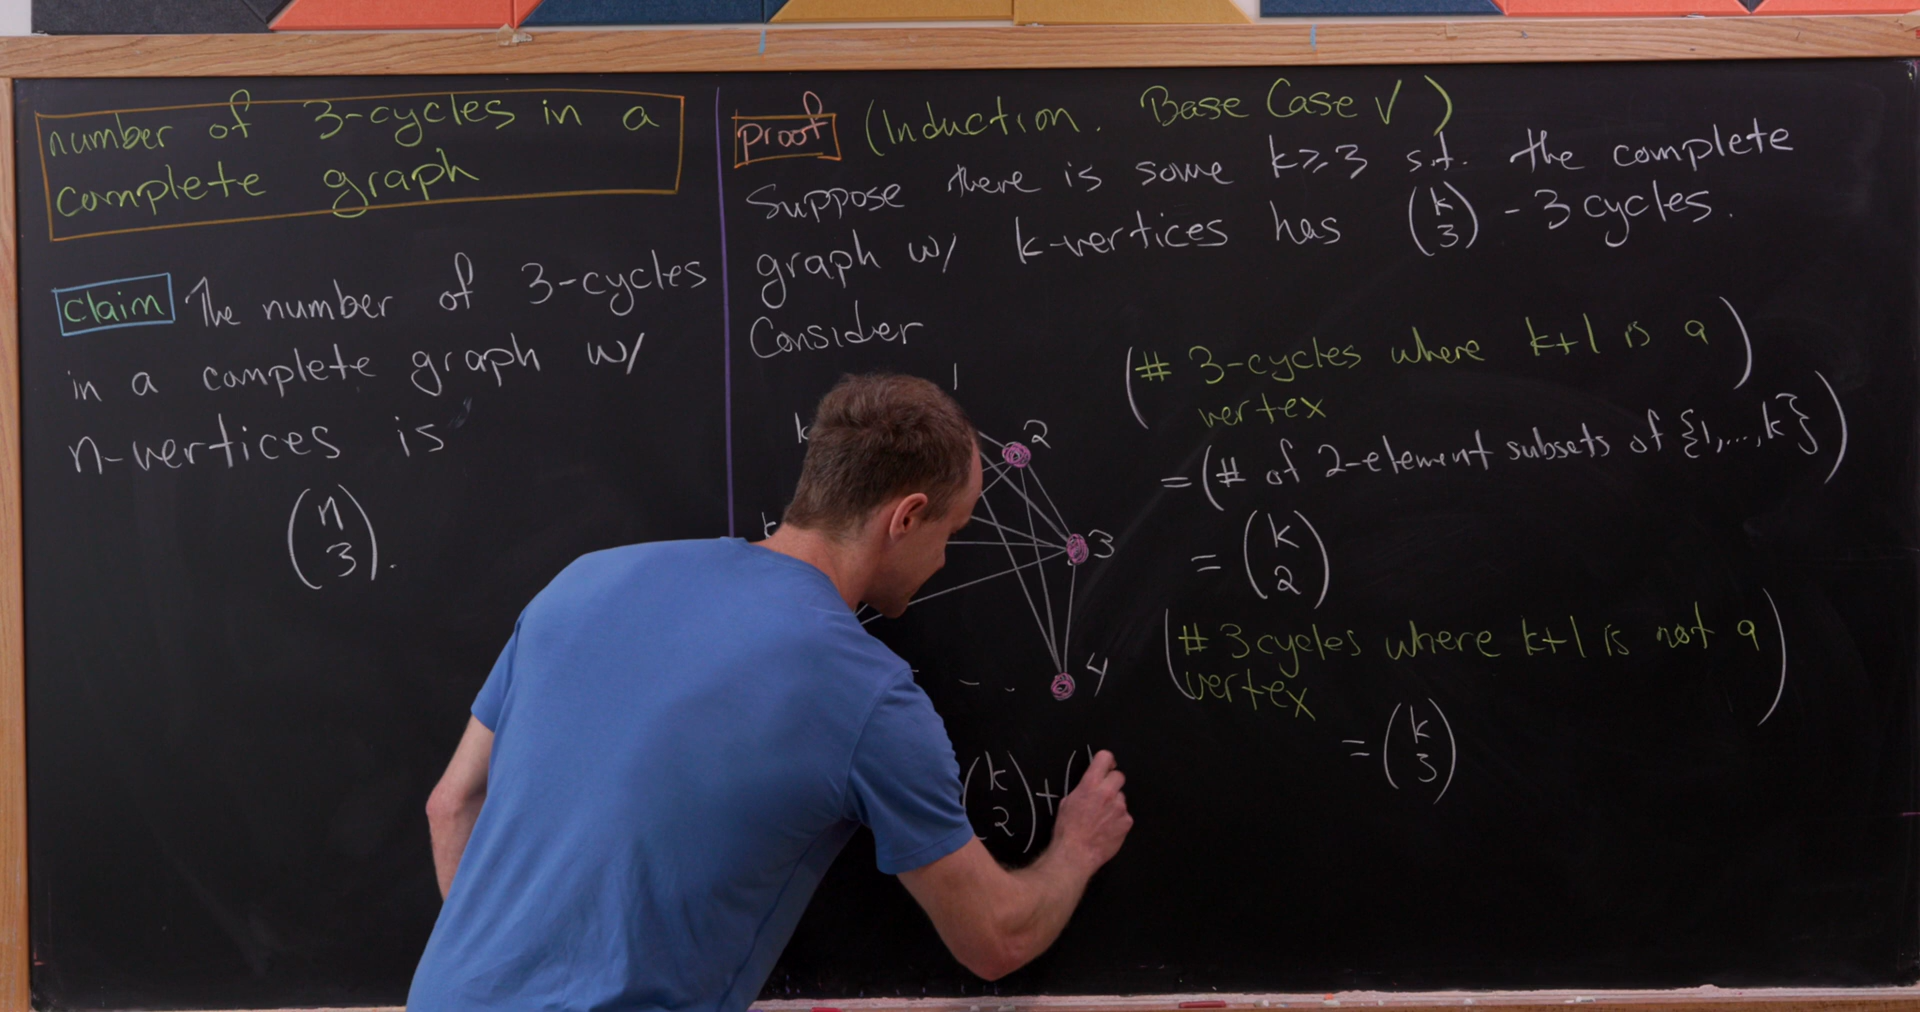 number of 3-cycles in a
complete graph
claim The number of 3-cycles
in a complete graph w/
n-vertices is
(n
3).
proof (Induction. Base Case ✓)
Suppose there is some k≥3 s.t. the complete
graph w/ k-vertices has (k 3) - 3cycles.
Consider
1
2
3
4
k
(k 2) + (
(# 3-cycles where k+1 is a
vertex)
= (# of 2-element subsets of {1,...,k})
= (k
2)
(# 3cycles where k+1 is not a
vertex)
= (k
3)